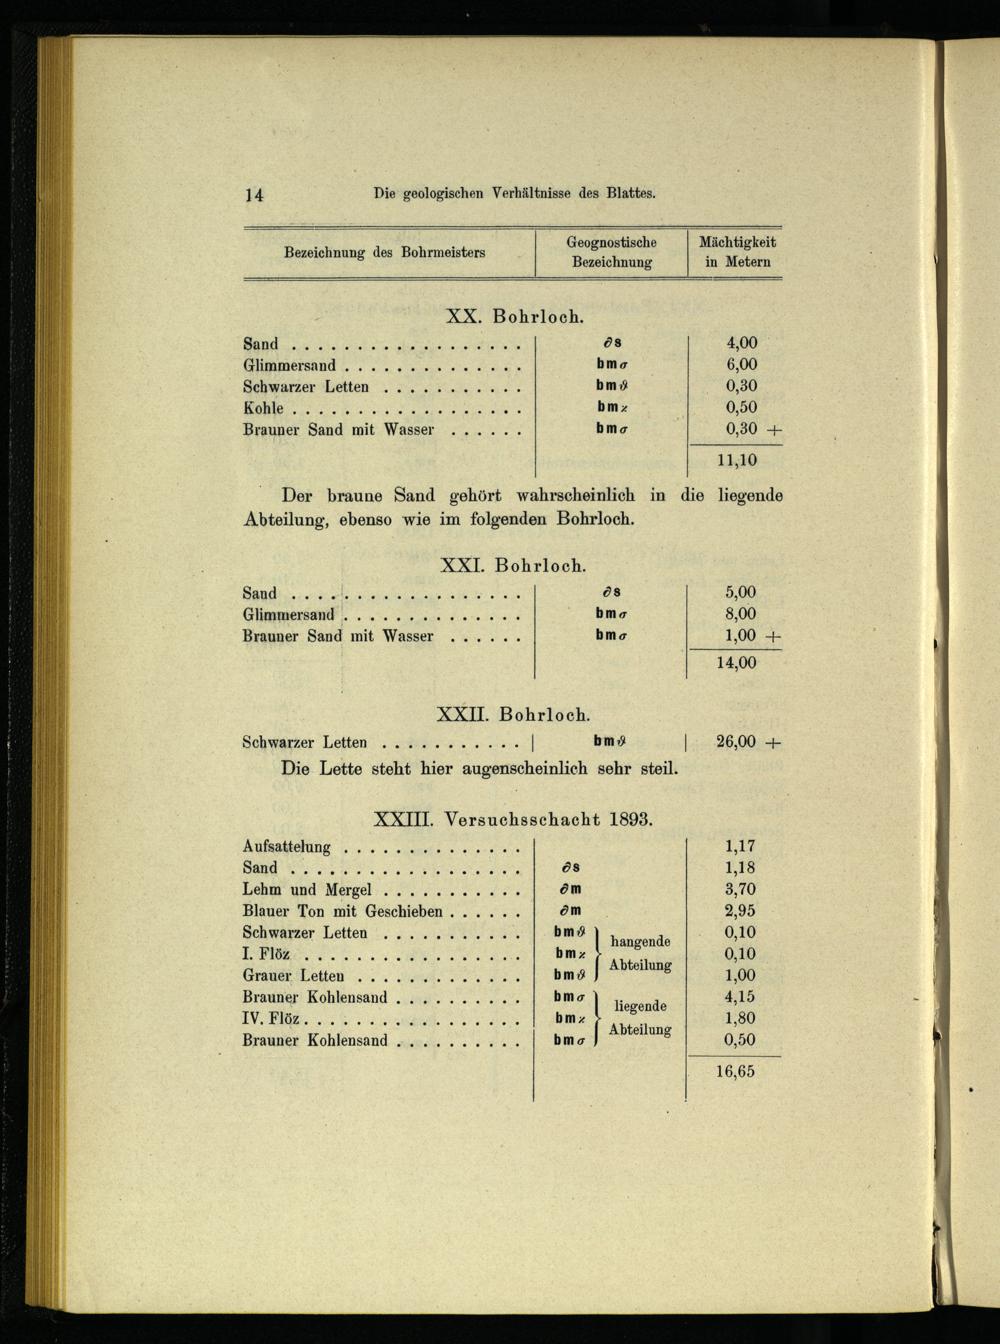 14 Die geologischen Verhältnisse des Blattes.
Bezeichnung des Bohrmeisters | Geognostische Bezeichnung | Mächtigkeit in Metern
XX. Bohrloch.
Sand . . . . . . . . . . . . . . . . . . ∂s 4,00
Glimmersand . . . . . . . . . . . . . . bmσ 6,00
Schwarzer Letten . . . . . . . . . . . bmϑ 0,30
Kohle . . . . . . . . . . . . . . . . . . bmϰ 0,50
Brauner Sand mit Wasser . . . . . . bmσ 0,30 +
11,10
Der braune Sand gehört wahrscheinlich in die liegende
Abteilung, ebenso wie im folgenden Bohrloch.
XXI. Bohrloch.
Sand . . . . . . . . . . . . . . . . . . ∂s 5,00
Glimmersand . . . . . . . . . . . . . . bmσ 8,00
Brauner Sand mit Wasser . . . . . . bmσ 1,00 +
14,00
XXII. Bohrloch.
Schwarzer Letten . . . . . . . . . . . | bmϑ | 26,00 +
Die Lette steht hier augenscheinlich sehr steil.
XXIII. Versuchsschacht 1893.
Aufsattelung . . . . . . . . . . . . . . 1,17
Sand . . . . . . . . . . . . . . . . . . ∂s 1,18
Lehm und Mergel . . . . . . . . . . . ∂m 3,70
Blauer Ton mit Geschieben . . . . . . ∂m 2,95
Schwarzer Letten . . . . . . . . . . . bmϑ 0,10
I. Flöz . . . . . . . . . . . . . . . . . bmϰ hangende Abteilung 0,10
Grauer Letten . . . . . . . . . . . . . bmϑ 1,00
Brauner Kohlensand . . . . . . . . . . bmσ 4,15
IV. Flöz . . . . . . . . . . . . . . . . . bmϰ liegende Abteilung 1,80
Brauner Kohlensand . . . . . . . . . . bmσ 0,50
16,65